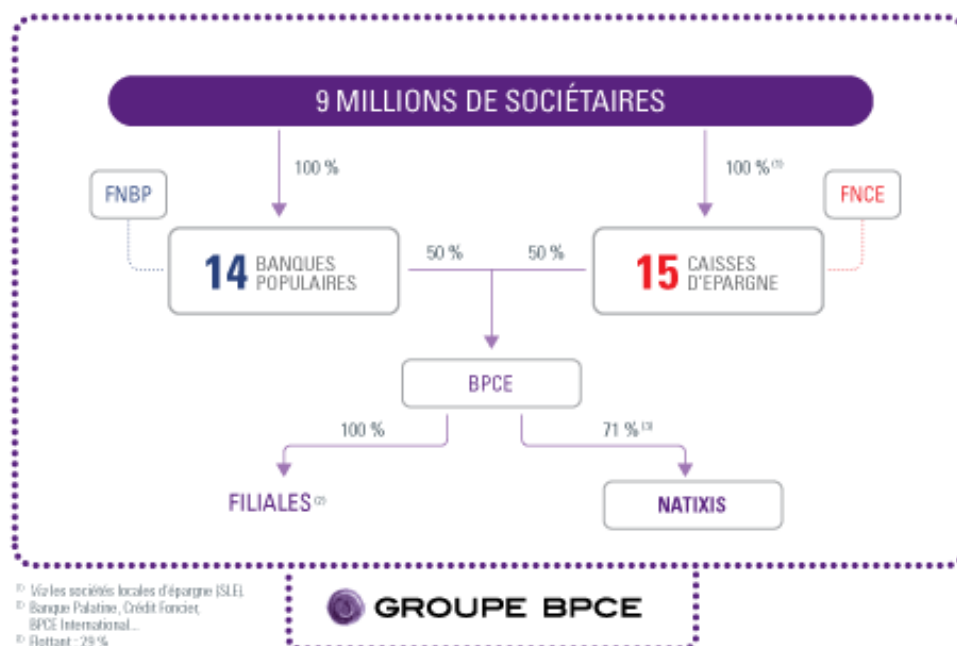 9 MILLIONS DE SOCIÉTAIRES
100 %
100 % (1)
FNBP
FNCE
14 BANQUES
POPULAIRES
50 %
50 %
15 CAISSES
D'EPARGNE
BPCE
100 %
71 % (3)
FILIALES (2)
NATIXIS
(1) Via les sociétés locales d'épargne (SLE).
(2) Banque Palatine, Crédit Foncier,
BPCE International...
(3) Flottant : 29 %
GROUPE BPCE